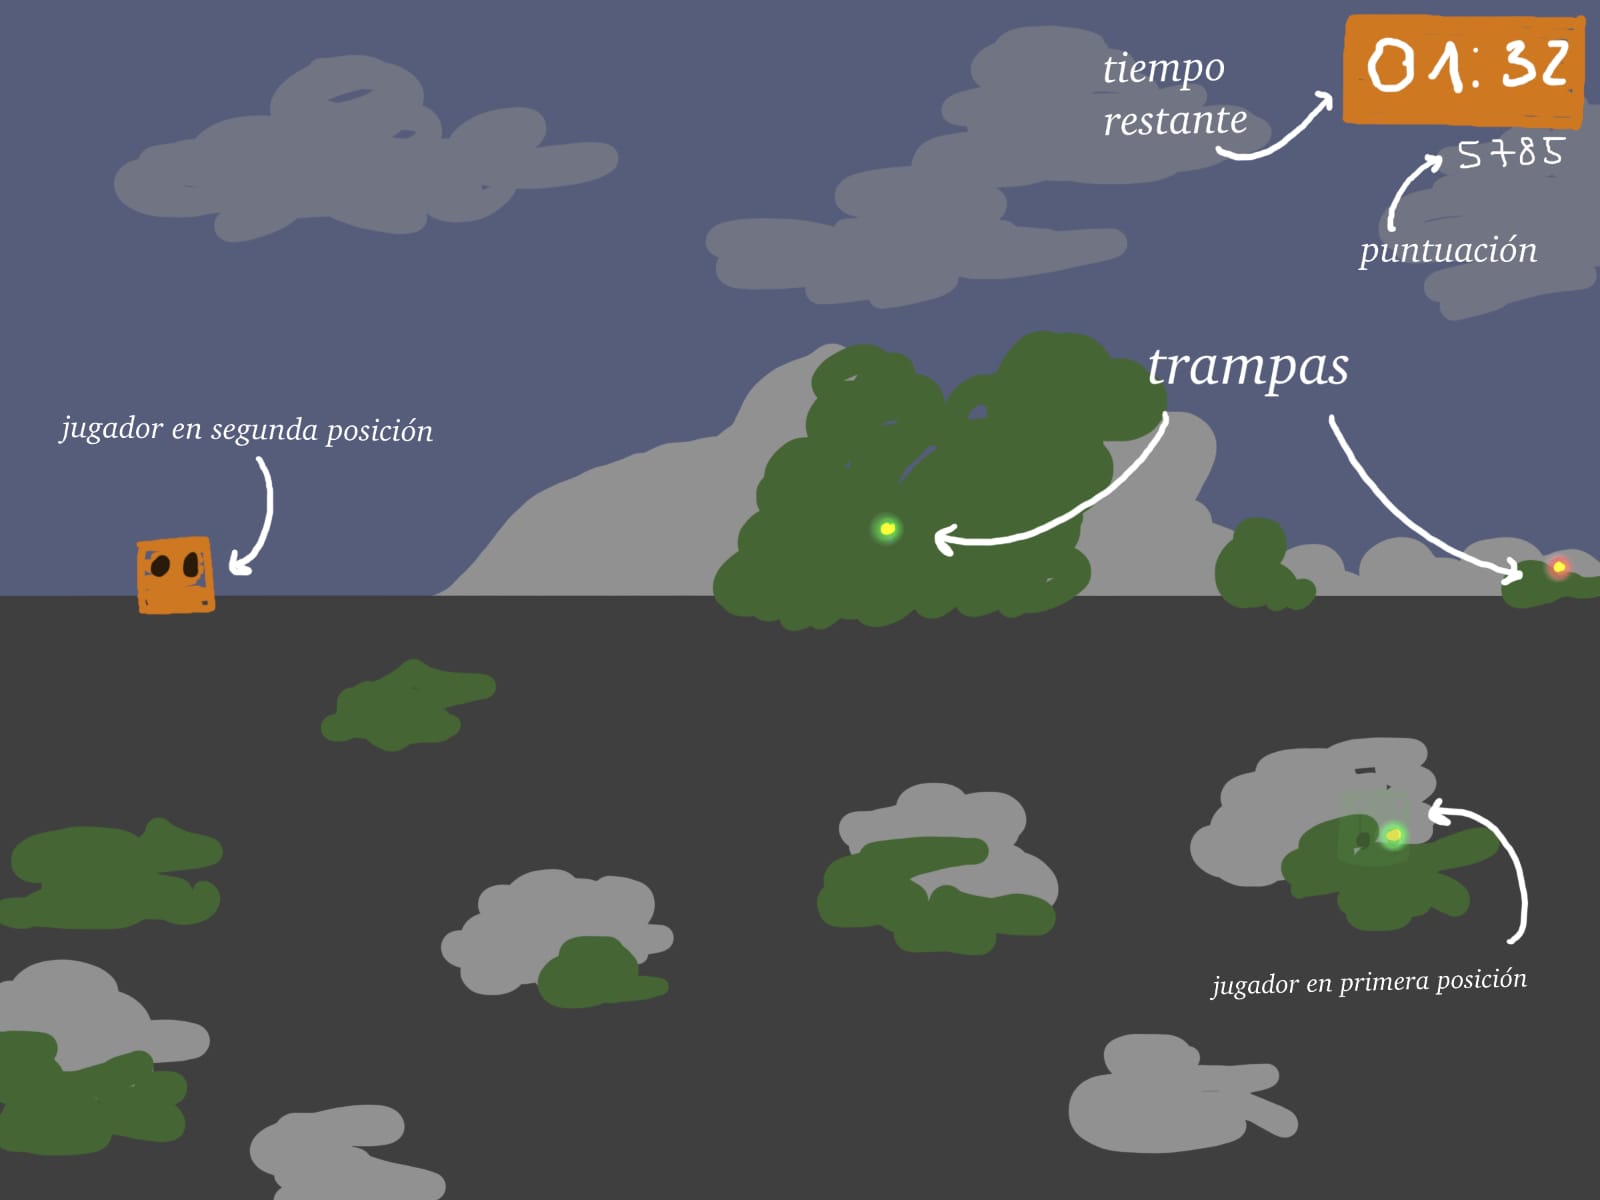 tiempo
restante
01:32
5785
puntuación
trampas
jugador en segunda posición
jugador en primera posición